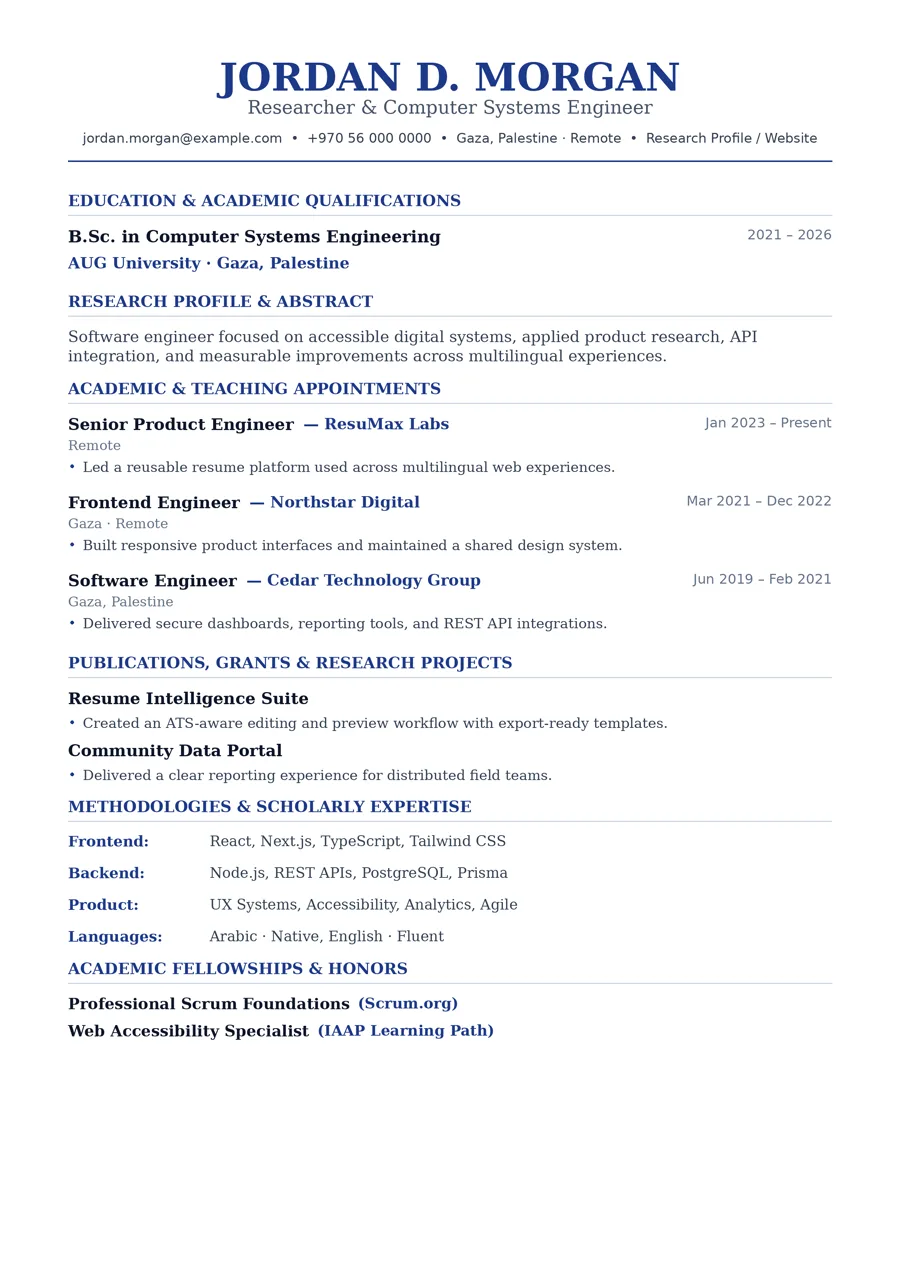 JORDAN D. MORGAN
Researcher & Computer Systems Engineer
jordan.morgan@example.com • +970 56 000 0000 • Gaza, Palestine · Remote • Research Profile / Website
EDUCATION & ACADEMIC QUALIFICATIONS
B.Sc. in Computer Systems Engineering 2021 – 2026
AUG University · Gaza, Palestine
RESEARCH PROFILE & ABSTRACT
Software engineer focused on accessible digital systems, applied product research, API
integration, and measurable improvements across multilingual experiences.
ACADEMIC & TEACHING APPOINTMENTS
Senior Product Engineer — ResuMax Labs Jan 2023 – Present
Remote
• Led a reusable resume platform used across multilingual web experiences.
Frontend Engineer — Northstar Digital Mar 2021 – Dec 2022
Gaza · Remote
• Built responsive product interfaces and maintained a shared design system.
Software Engineer — Cedar Technology Group Jun 2019 – Feb 2021
Gaza, Palestine
• Delivered secure dashboards, reporting tools, and REST API integrations.
PUBLICATIONS, GRANTS & RESEARCH PROJECTS
Resume Intelligence Suite
• Created an ATS-aware editing and preview workflow with export-ready templates.
Community Data Portal
• Delivered a clear reporting experience for distributed field teams.
METHODOLOGIES & SCHOLARLY EXPERTISE
Frontend: React, Next.js, TypeScript, Tailwind CSS
Backend: Node.js, REST APIs, PostgreSQL, Prisma
Product: UX Systems, Accessibility, Analytics, Agile
Languages: Arabic · Native, English · Fluent
ACADEMIC FELLOWSHIPS & HONORS
Professional Scrum Foundations (Scrum.org)
Web Accessibility Specialist (IAAP Learning Path)